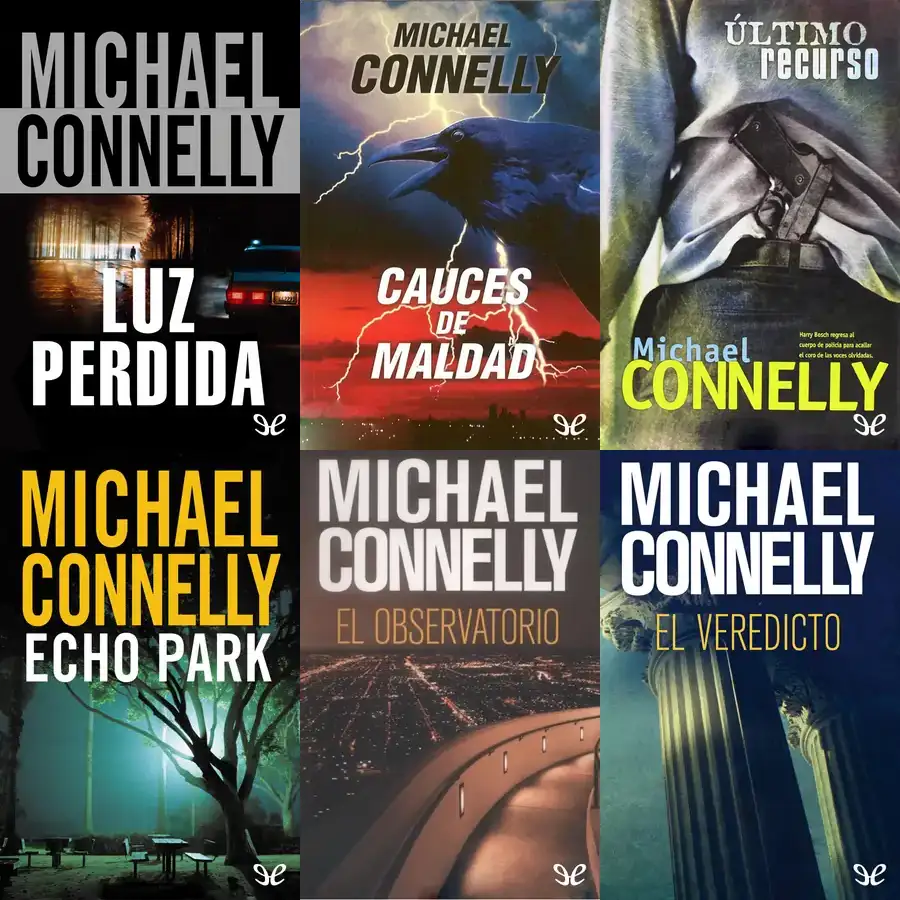 MICHAEL
CONNELLY
LUZ
PERDIDA
MICHAEL
CONNELLY
CAUCES
DE
MALDAD
ÚLTIMO
recurso
Harry Bosch regresa al
cuerpo de policía para acallar
el coro de las voces olvidadas.
Michael
CONNELLY
MICHAEL
CONNELLY
ECHO PARK
MICHAEL
CONNELLY
EL OBSERVATORIO
MICHAEL
CONNELLY
EL VEREDICTO